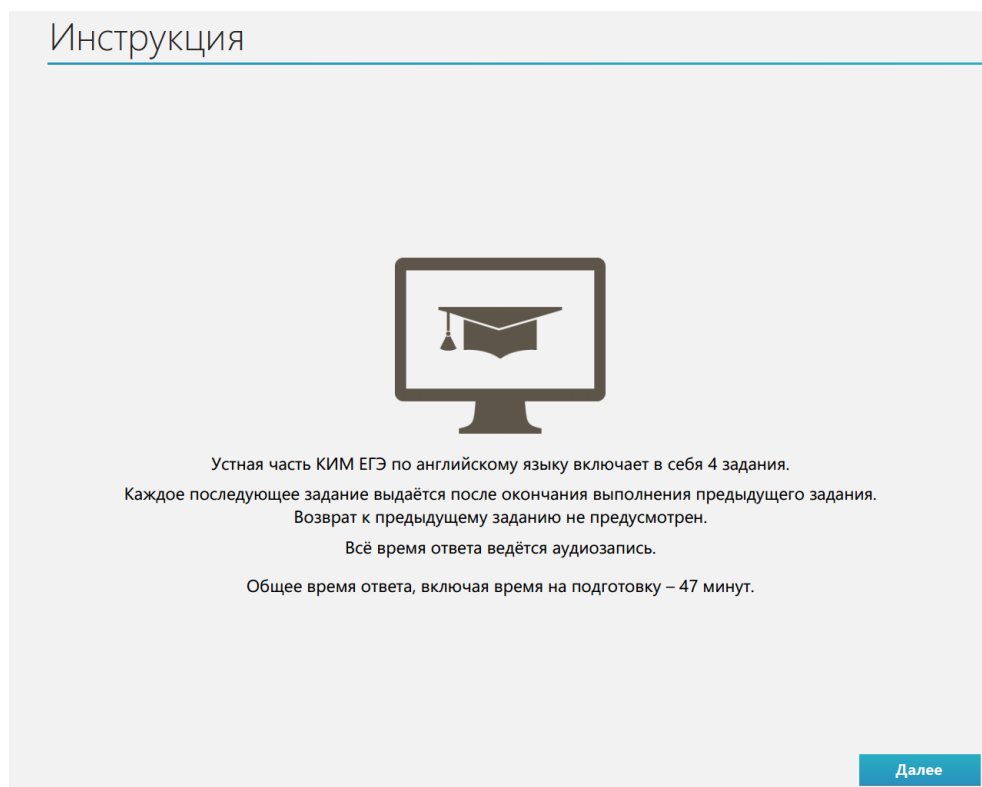 Инструкция
Устная часть КИМ ЕГЭ по английскому языку включает в себя 4 задания.
Каждое последующее задание выдаётся после окончания выполнения предыдущего задания.
Возврат к предыдущему заданию не предусмотрен.
Всё время ответа ведётся аудиозапись.
Общее время ответа, включая время на подготовку – 47 минут.
Далее